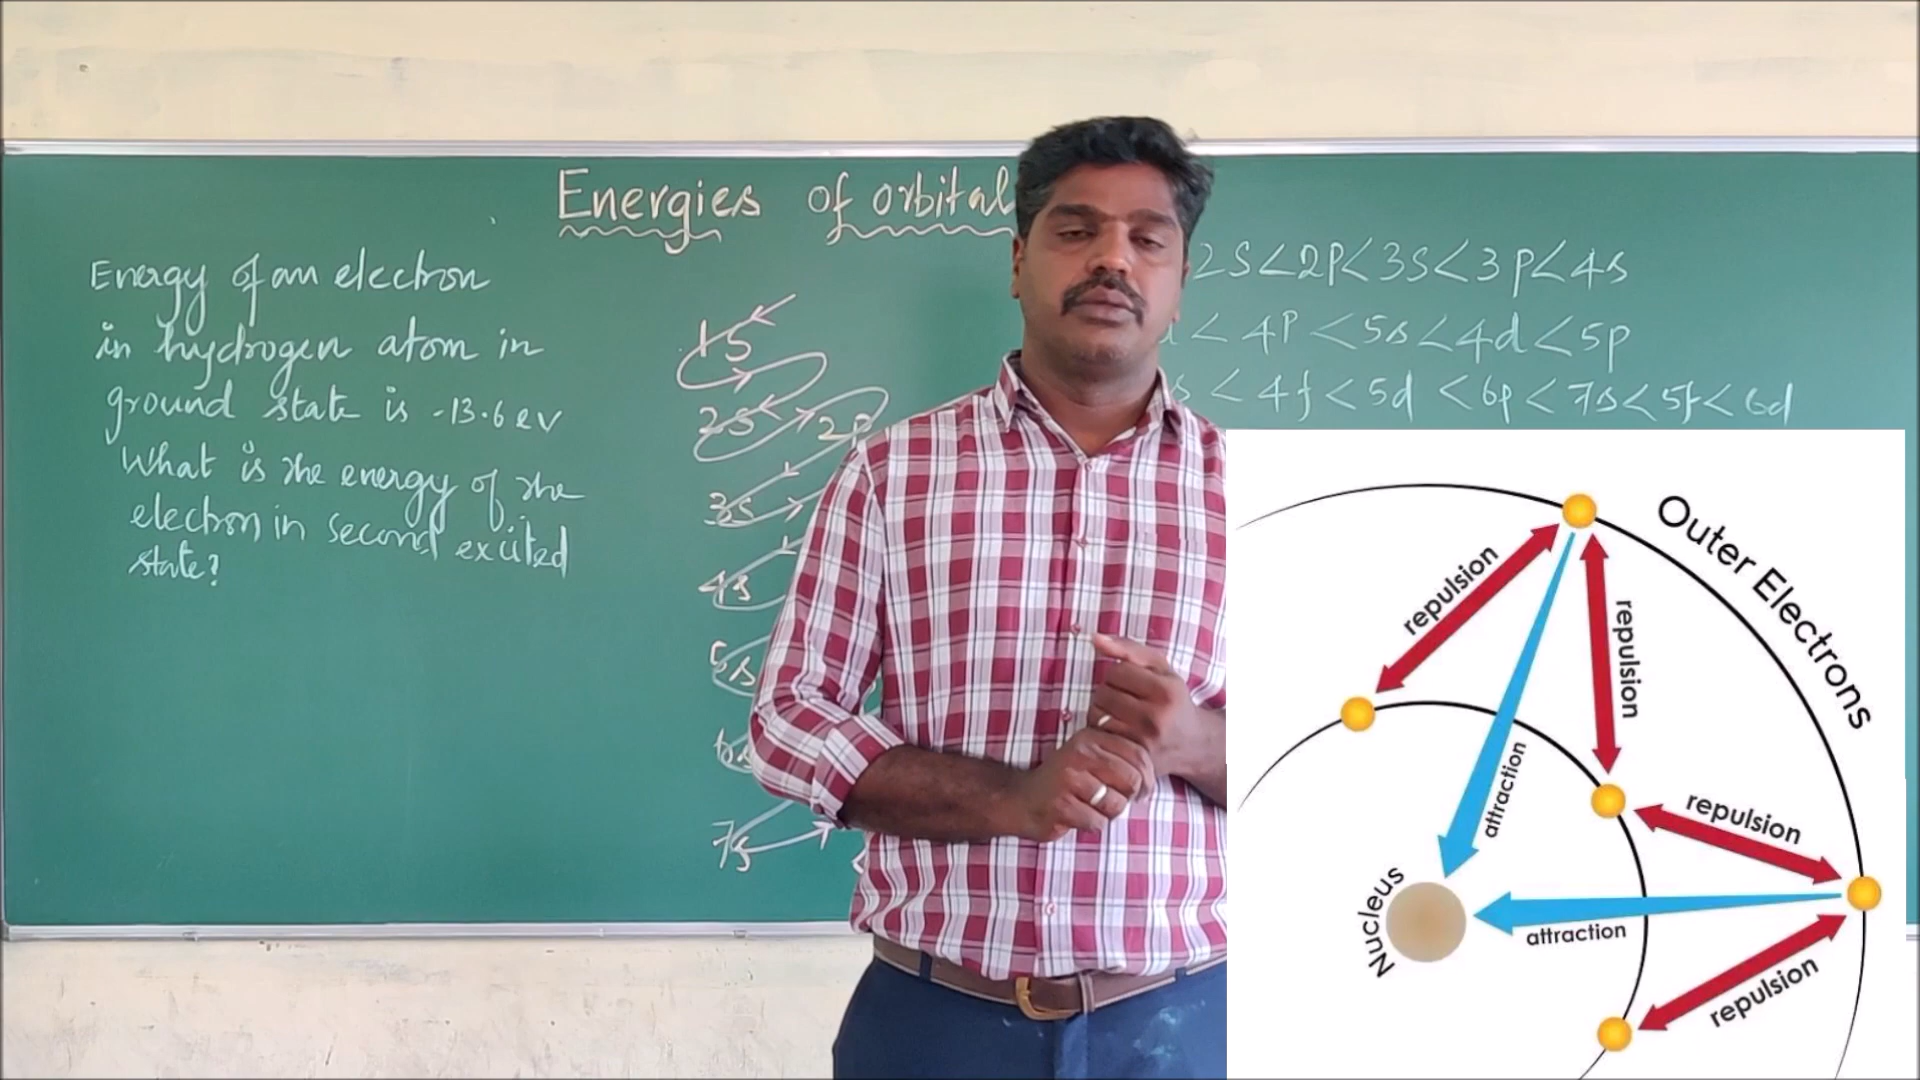 Energies of orbital
Energy of an electron
in hydrogen atom in
ground state is -13.6 ev
What is the energy of the
electron in second excited
state?
1S
2S 2P
3S
4s
5s
6s
7s
2S<2P<3S<3P<4s
<4P<5s<4d<5p
s<4f<5d<6p<7s<5f<6d
Outer Electrons
repulsion
repulsion
attraction
repulsion
Nucleus
attraction
repulsion